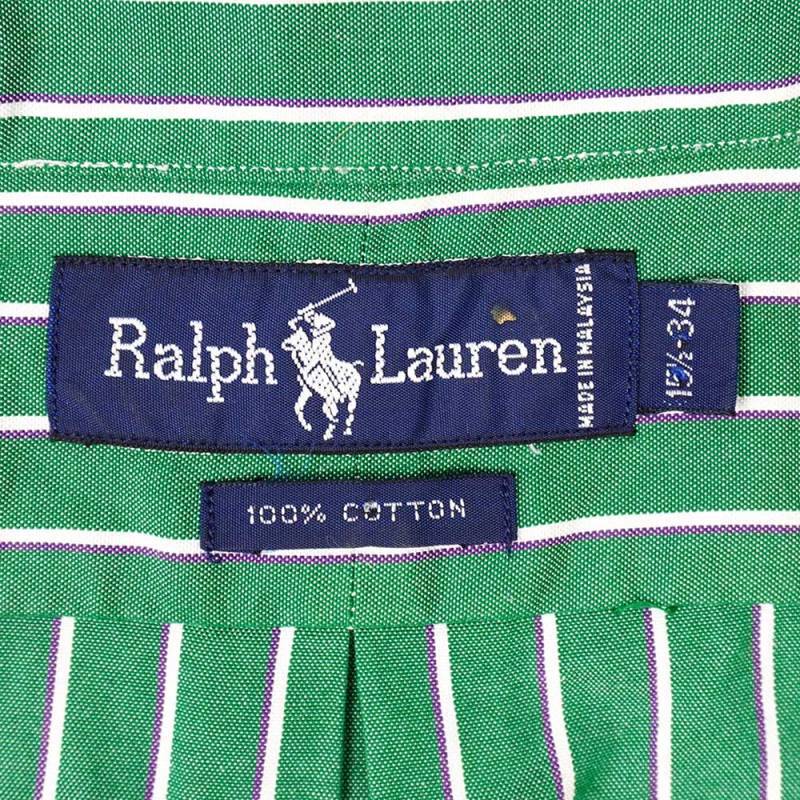 Ralph Lauren
MADE IN MALAYSIA
15½-34
100% COTTON